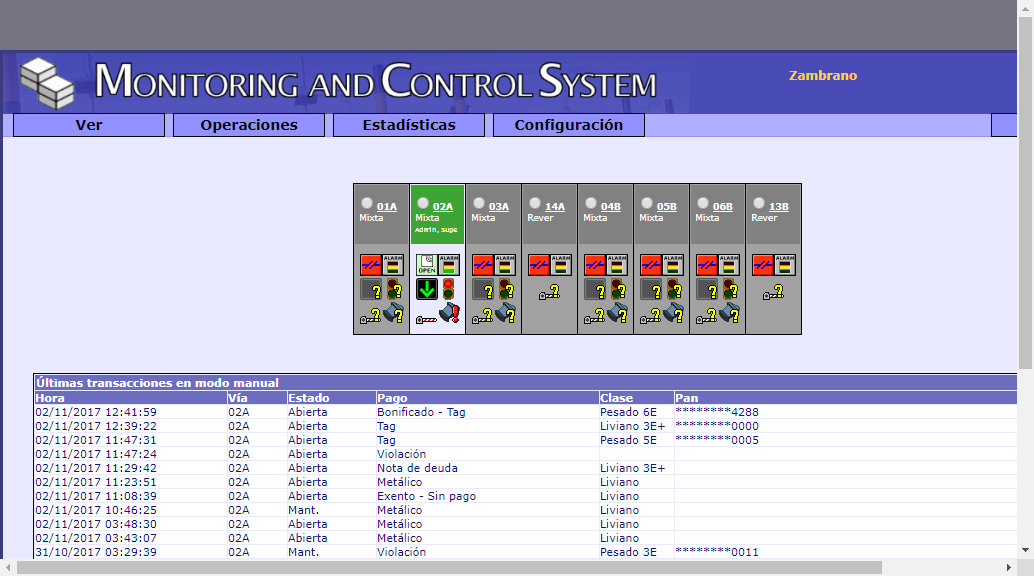 MONITORING AND CONTROL SYSTEM
Zambrano
Ver Operaciones Estadísticas Configuración
01A 02A 03A 14A 04B 05B 06B 13B
Mixta Mixta Mixta Rever Mixta Mixta Mixta Rever
Admin, supe
ALARM OPEN ALARM ALARM ALARM ALARM ALARM ALARM ALARM
Últimas transacciones en modo manual
Hora Vía Estado Pago Clase Pan
02/11/2017 12:41:59 02A Abierta Bonificado - Tag Pesado 6E ********4288
02/11/2017 12:39:22 02A Abierta Tag Liviano 3E+ ********0000
02/11/2017 11:47:31 02A Abierta Tag Pesado 5E ********0005
02/11/2017 11:47:24 02A Abierta Violación
02/11/2017 11:29:42 02A Abierta Nota de deuda Liviano 3E+
02/11/2017 11:23:51 02A Abierta Metálico Liviano
02/11/2017 11:08:39 02A Abierta Exento - Sin pago Liviano
02/11/2017 10:46:25 02A Mant. Metálico Liviano
02/11/2017 03:48:30 02A Abierta Metálico Liviano
02/11/2017 03:43:07 02A Abierta Metálico Liviano
31/10/2017 03:29:39 02A Mant. Violación Pesado 3E ********0011